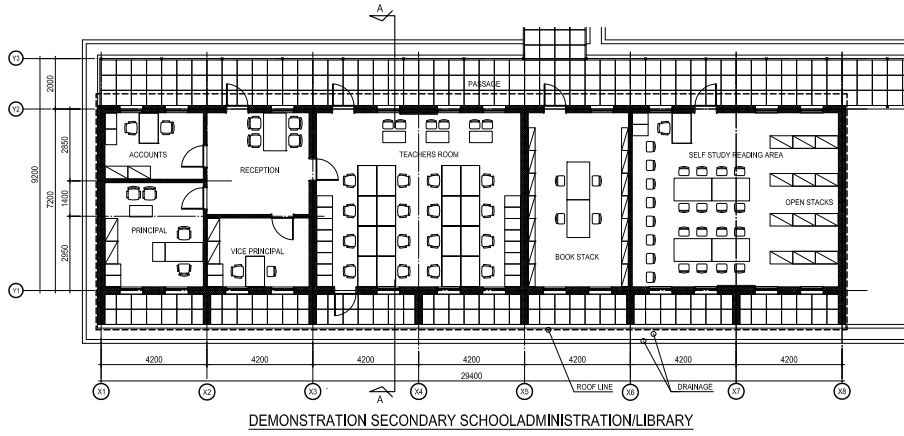 A
Y3
2000
PASSAGE
Y2
2850
ACCOUNTS
TEACHERS ROOM
SELF STUDY READING AREA
RECEPTION
9200
7200
1400
OPEN STACKS
PRINCIPAL
VICE PRINCIPAL
BOOK STACK
2950
Y1
4200
4200
4200
4200
4200
4200
4200
29400
ROOF LINE
DRAINAGE
X1
X2
X3
A
X4
X5
X6
X7
X8
DEMONSTRATION SECONDARY SCHOOLADMINISTRATION/LIBRARY